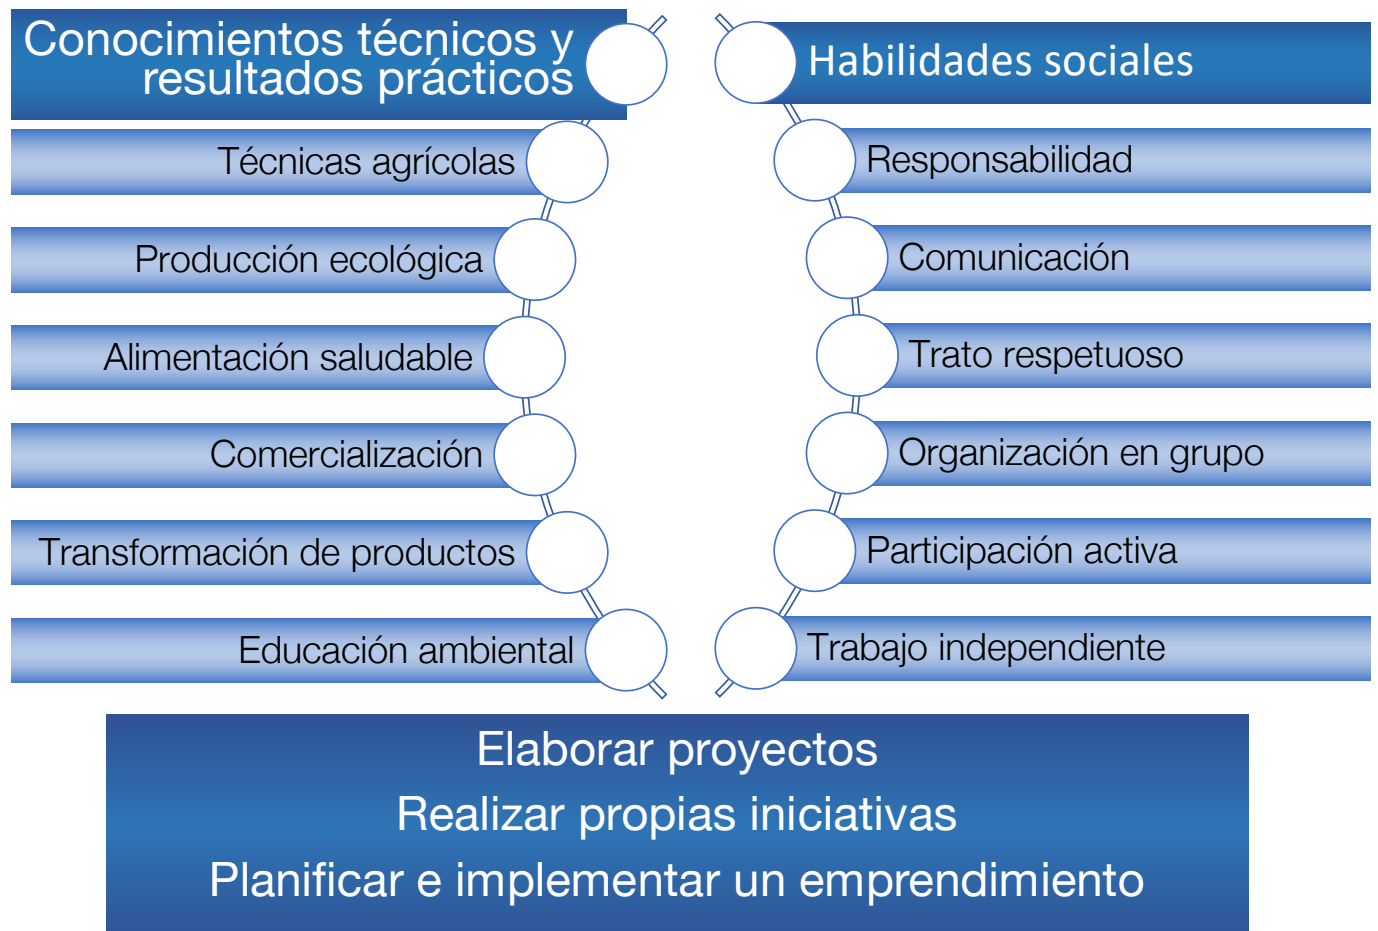 Conocimientos técnicos y
resultados prácticos
Técnicas agrícolas
Producción ecológica
Alimentación saludable
Comercialización
Transformación de productos
Educación ambiental
Habilidades sociales
Responsabilidad
Comunicación
Trato respetuoso
Organización en grupo
Participación activa
Trabajo independiente
Elaborar proyectos
Realizar propias iniciativas
Planificar e implementar un emprendimiento